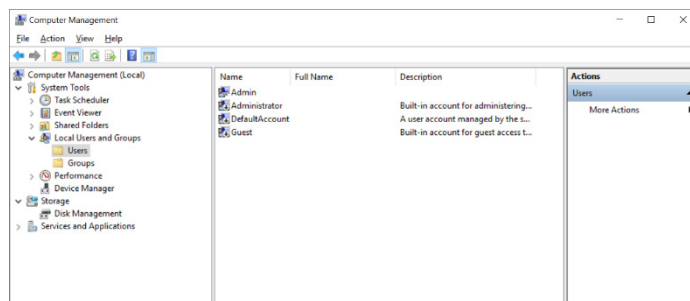 Computer Management
File Action View Help
Computer Management (Local)
System Tools
Task Scheduler
Event Viewer
Shared Folders
Local Users and Groups
Users
Groups
Performance
Device Manager
Storage
Disk Management
Services and Applications
Name Full Name Description
Admin
Administrator Built-in account for administering...
DefaultAccount A user account managed by the s...
Guest Built-in account for guest access t...
Actions
Users
More Actions